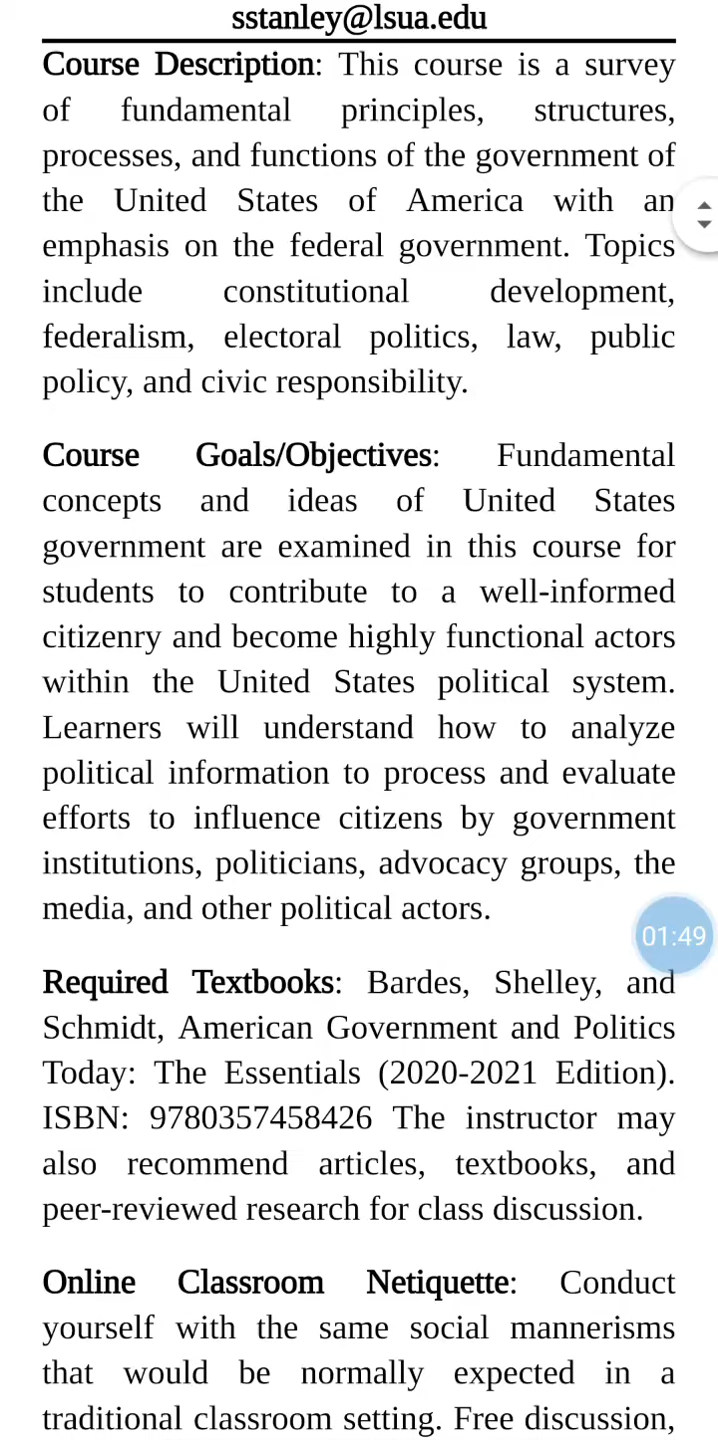 sstanley@lsua.edu
Course Description: This course is a survey
of fundamental principles, structures,
processes, and functions of the government of
the United States of America with an
emphasis on the federal government. Topics
include constitutional development,
federalism, electoral politics, law, public
policy, and civic responsibility.
Course Goals/Objectives: Fundamental
concepts and ideas of United States
government are examined in this course for
students to contribute to a well-informed
citizenry and become highly functional actors
within the United States political system.
Learners will understand how to analyze
political information to process and evaluate
efforts to influence citizens by government
institutions, politicians, advocacy groups, the
media, and other political actors.
01:49
Required Textbooks: Bardes, Shelley, and
Schmidt, American Government and Politics
Today: The Essentials (2020-2021 Edition).
ISBN: 9780357458426 The instructor may
also recommend articles, textbooks, and
peer-reviewed research for class discussion.
Online Classroom Netiquette: Conduct
yourself with the same social mannerisms
that would be normally expected in a
traditional classroom setting. Free discussion,